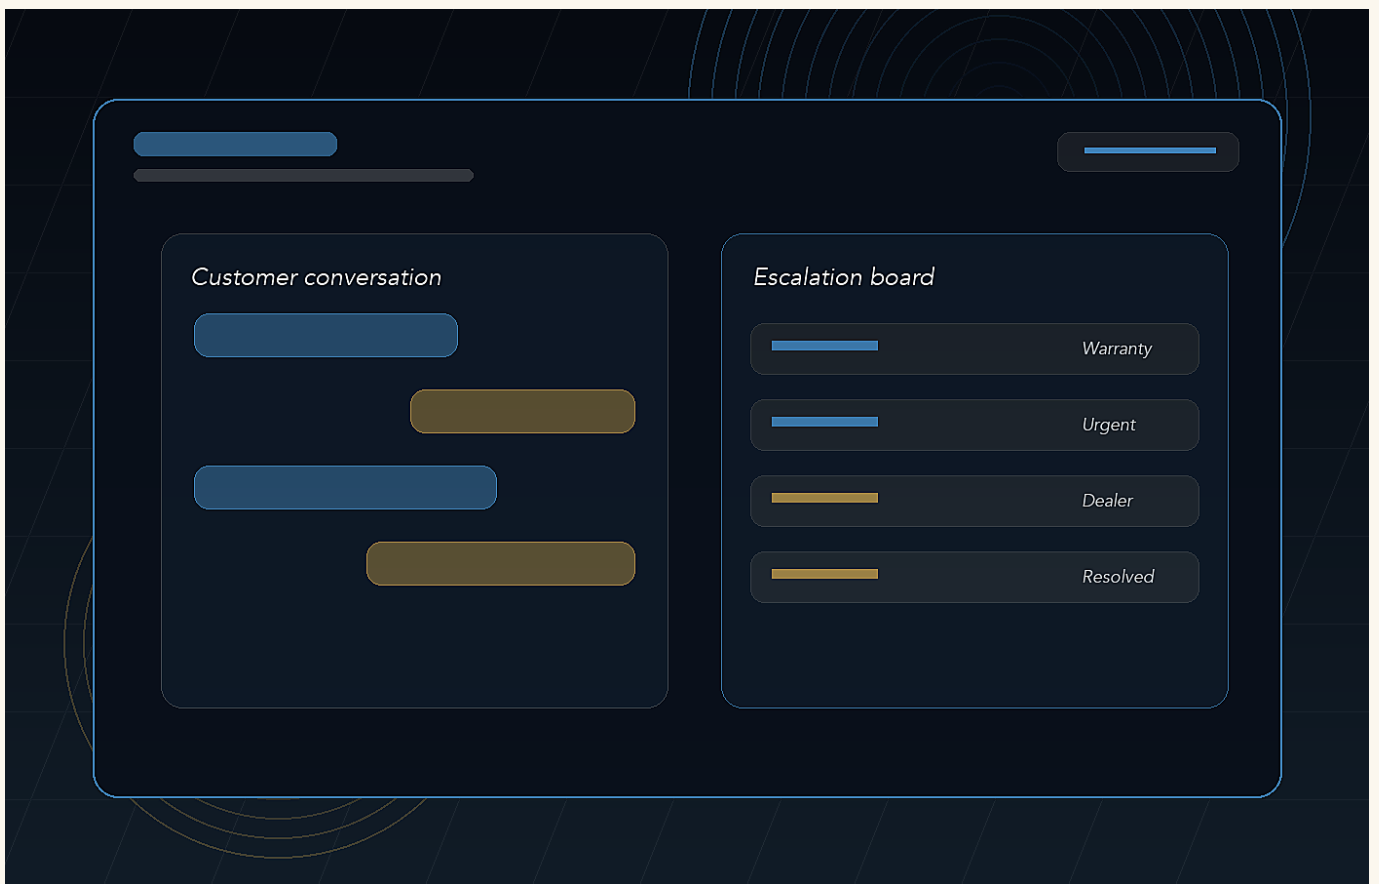 Customer conversation
Escalation board
Warranty
Urgent
Dealer
Resolved